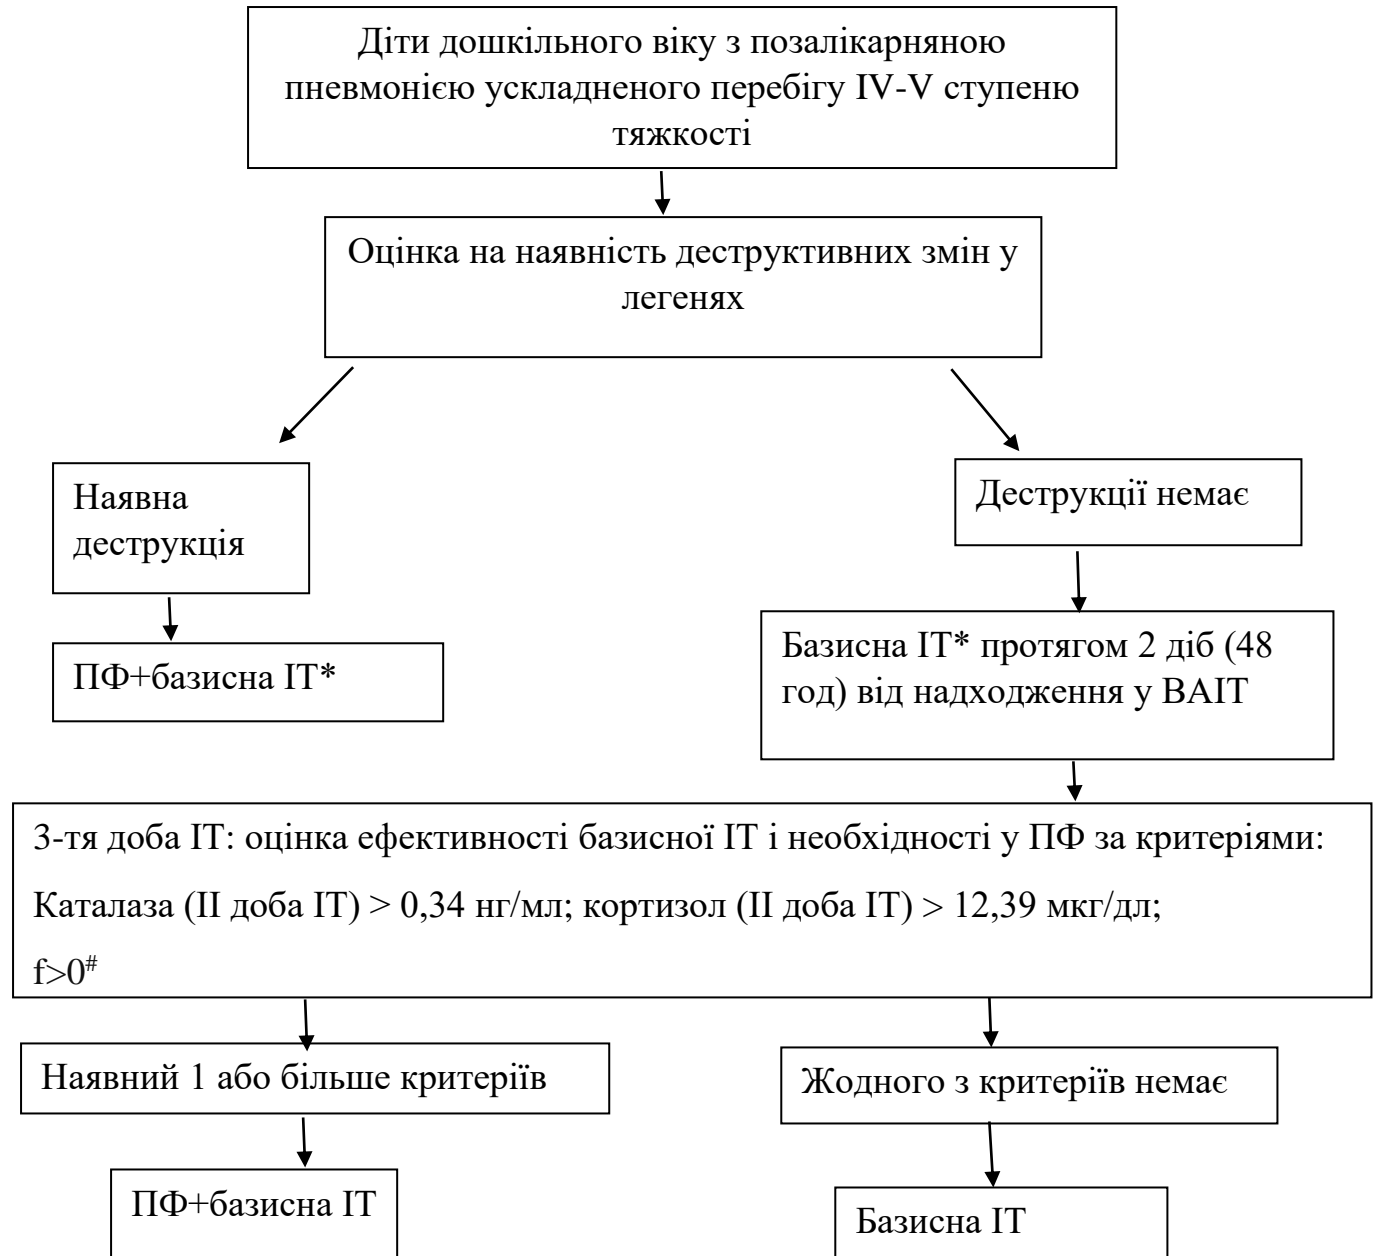 Діти дошкільного віку з позалікарняною
пневмонією ускладненого перебігу IV-V ступеню
тяжкості
Оцінка на наявність деструктивних змін у
легенях
Наявна
деструкція
Деструкції немає
ПФ+базисна ІТ*
Базисна ІТ* протягом 2 діб (48
год) від надходження у ВАІТ
3-тя доба ІТ: оцінка ефективності базисної ІТ і необхідності у ПФ за критеріями:
Каталаза (ІІ доба ІТ) > 0,34 нг/мл; кортизол (ІІ доба ІТ) > 12,39 мкг/дл;
f>0#
Наявний 1 або більше критеріїв
Жодного з критеріїв немає
ПФ+базисна ІТ
Базисна ІТ